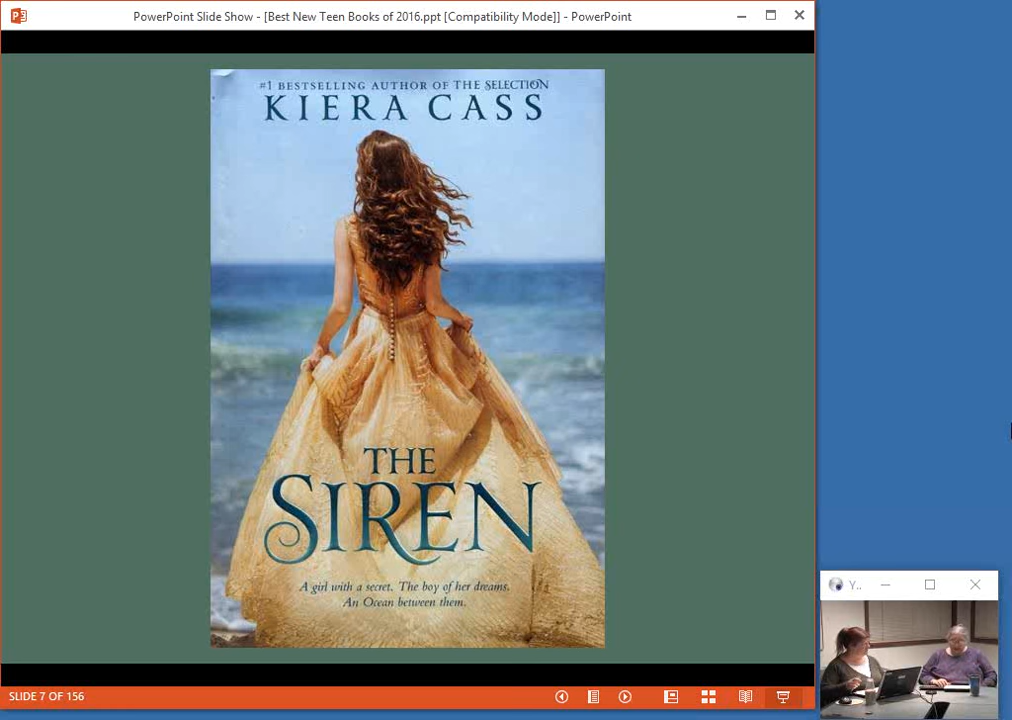 PowerPoint Slide Show - [Best New Teen Books of 2016.ppt [Compatibility Mode]] - PowerPoint
#1 BESTSELLING AUTHOR OF THE SELECTION
KIERA CASS
THE
SIREN
A girl with a secret. The boy of her dreams.
An Ocean between them.
Y..
SLIDE 7 OF 156